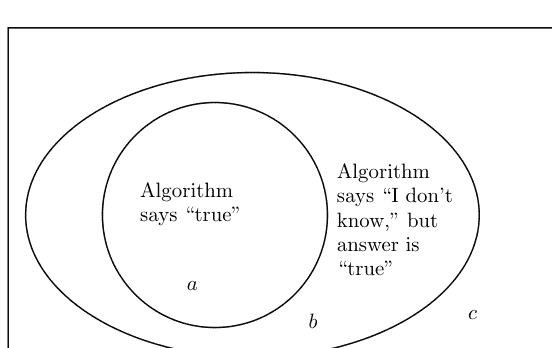 Algorithm
says “true”
Algorithm
says “I don’t
know,” but
answer is
“true”
a
b
c